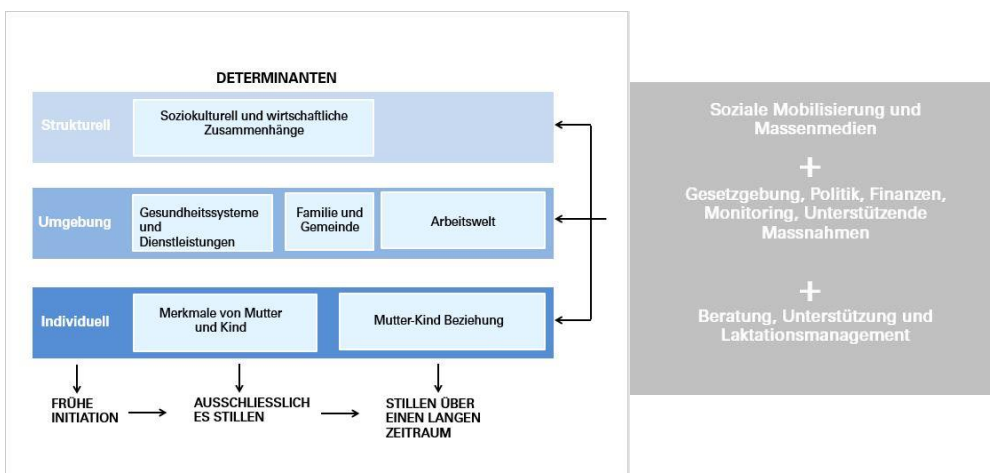 DETERMINANTEN
Strukturell
Soziokulturell und wirtschaftliche
Zusammenhänge
Umgebung
Gesundheitssysteme
und
Dienstleistungen
Familie und
Gemeinde
Arbeitswelt
Individuell
Merkmale von Mutter
und Kind
Mutter-Kind Beziehung
FRÜHE
INITIATION
AUSSCHLIESSLICH
ES STILLEN
STILLEN ÜBER
EINEN LANGEN
ZEITRAUM
Soziale Mobilisierung und
Massenmedien
+
Gesetzgebung, Politik, Finanzen,
Monitoring, Unterstützende
Massnahmen
+
Beratung, Unterstützung und
Laktationsmanagement